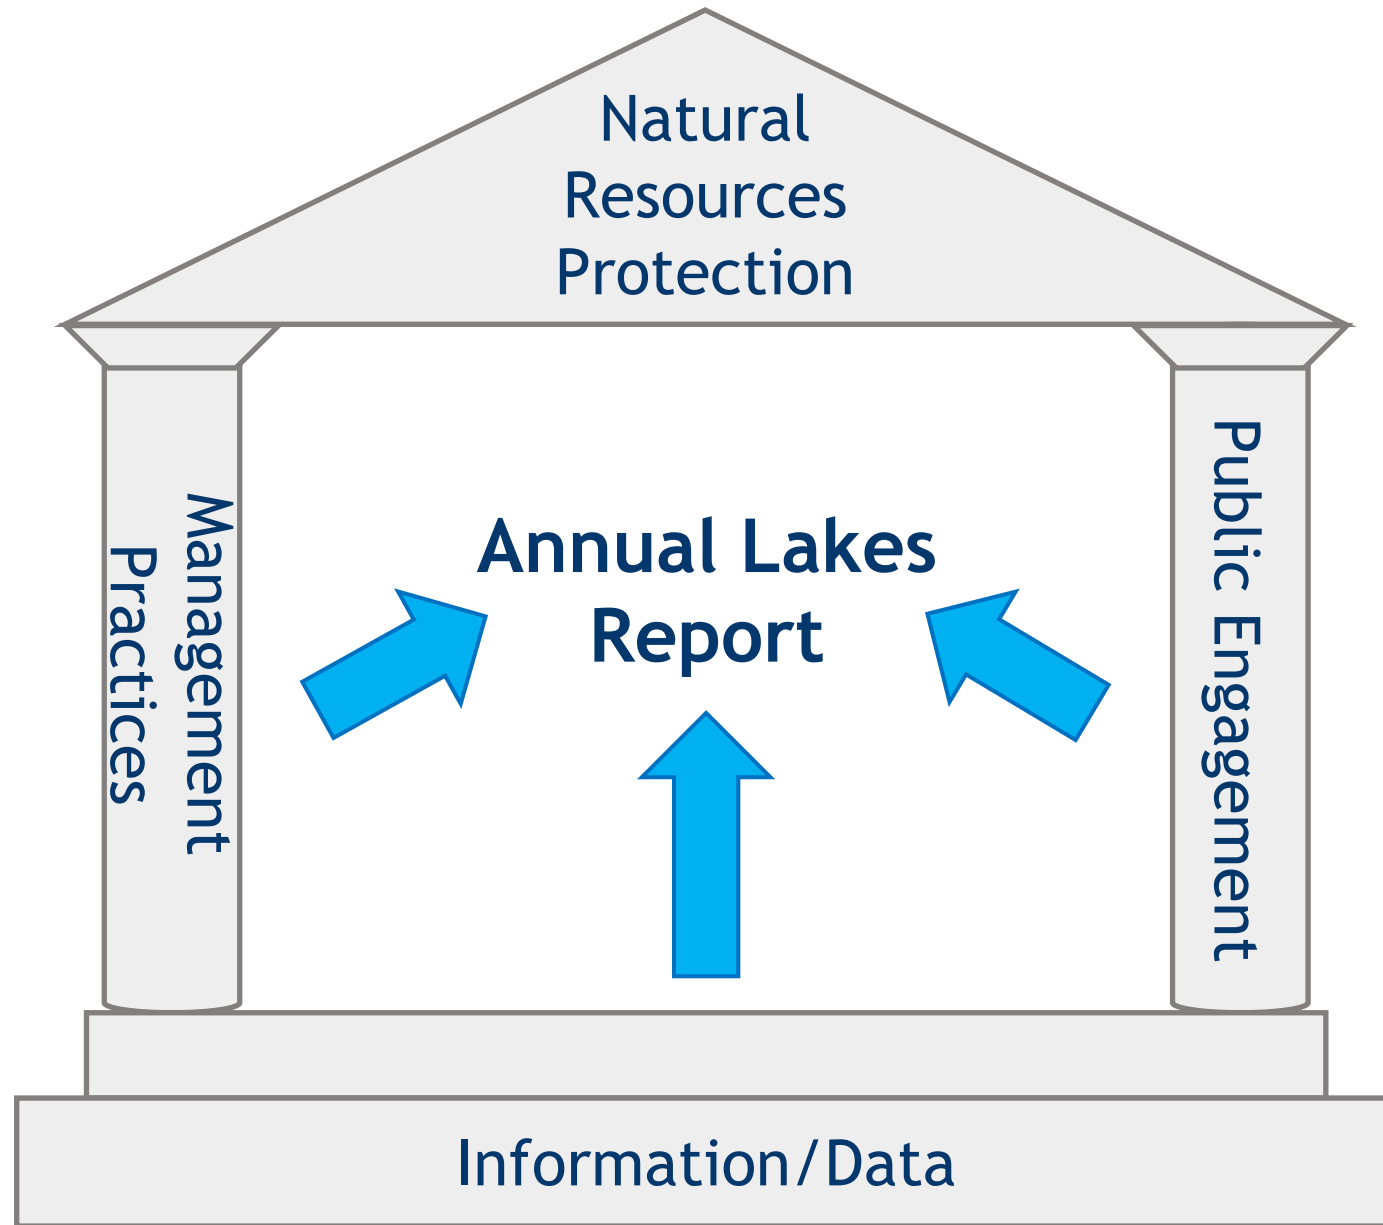 Natural
Resources
Protection
Management
Practices
Annual Lakes
Report
Public Engagement
Information/Data